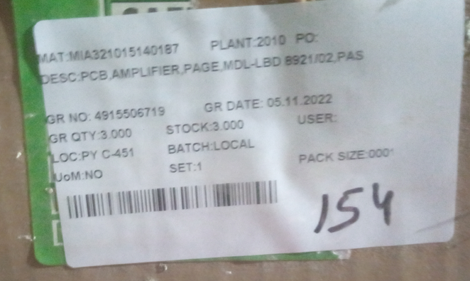 MAT:MIA321015140187 PLANT:2010 PO:
DESC:PCB,AMPLIFIER,PAGE,MDL-LBD 8921/02,PAS
GR NO: 4915506719 GR DATE: 05.11.2022
GR QTY:3.000 STOCK:3.000 USER:
LOC:PY C-451 BATCH:LOCAL
UoM:NO SET:1 PACK SIZE:0001
154